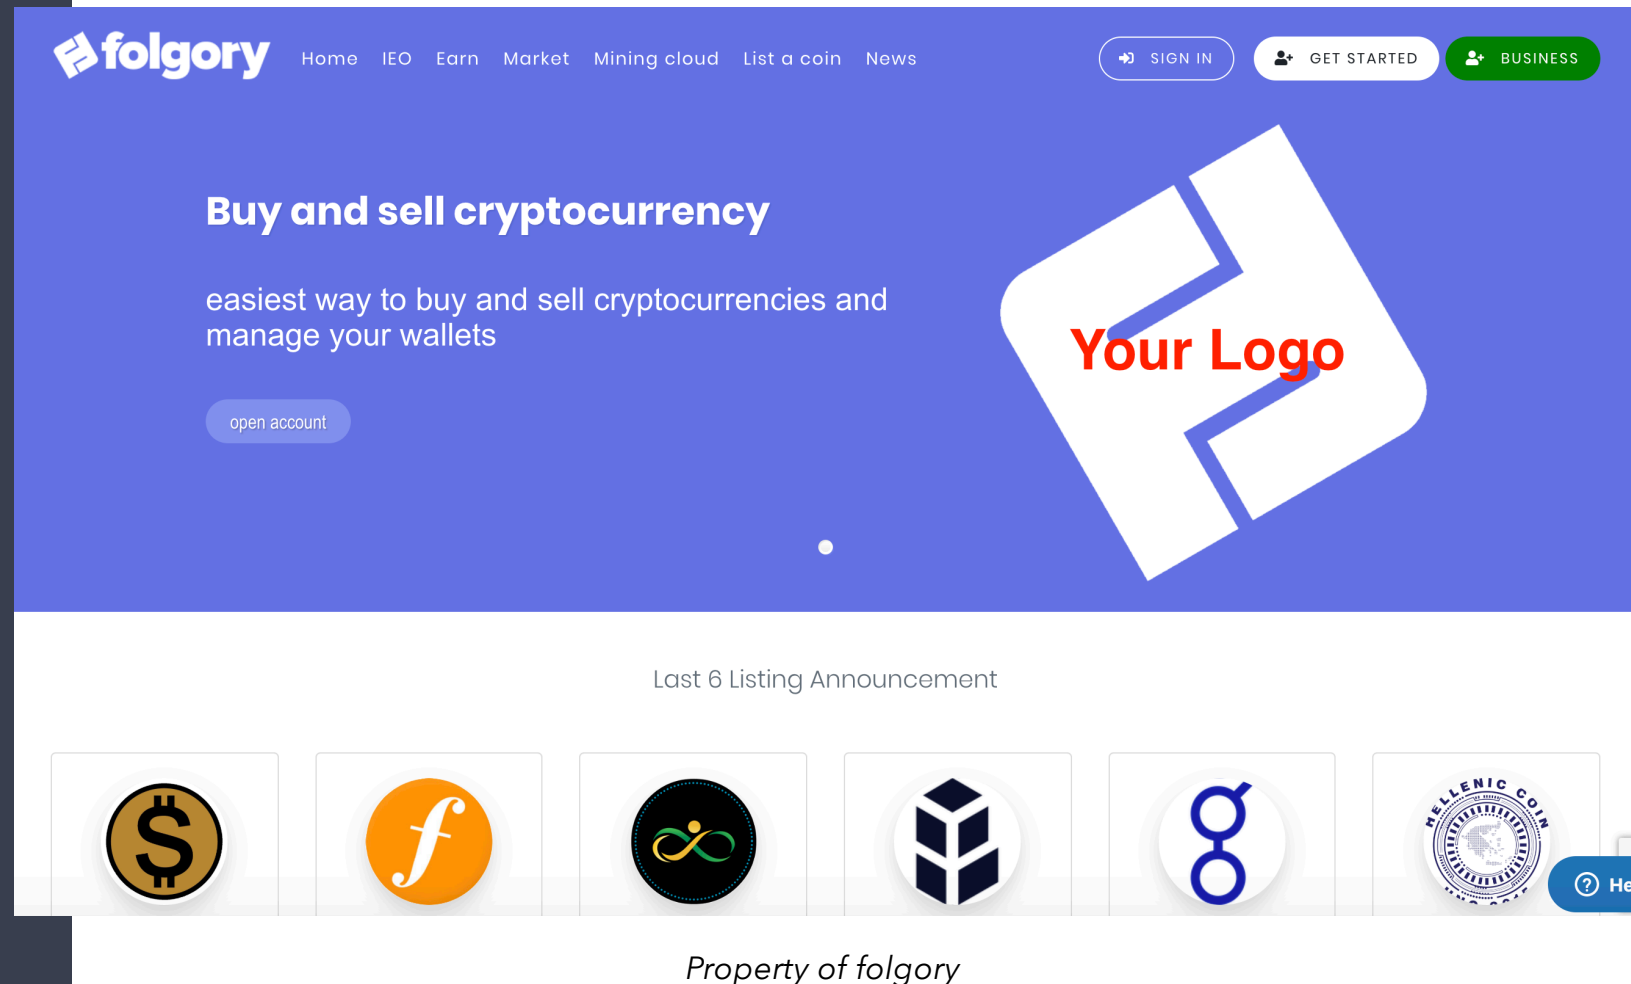 folgory
Home IEO Earn Market Mining cloud List a coin News
SIGN IN GET STARTED BUSINESS
Buy and sell cryptocurrency
easiest way to buy and sell cryptocurrencies and
manage your wallets
open account
Your Logo
Last 6 Listing Announcement
HELLENIC COIN
He
Property of folgory